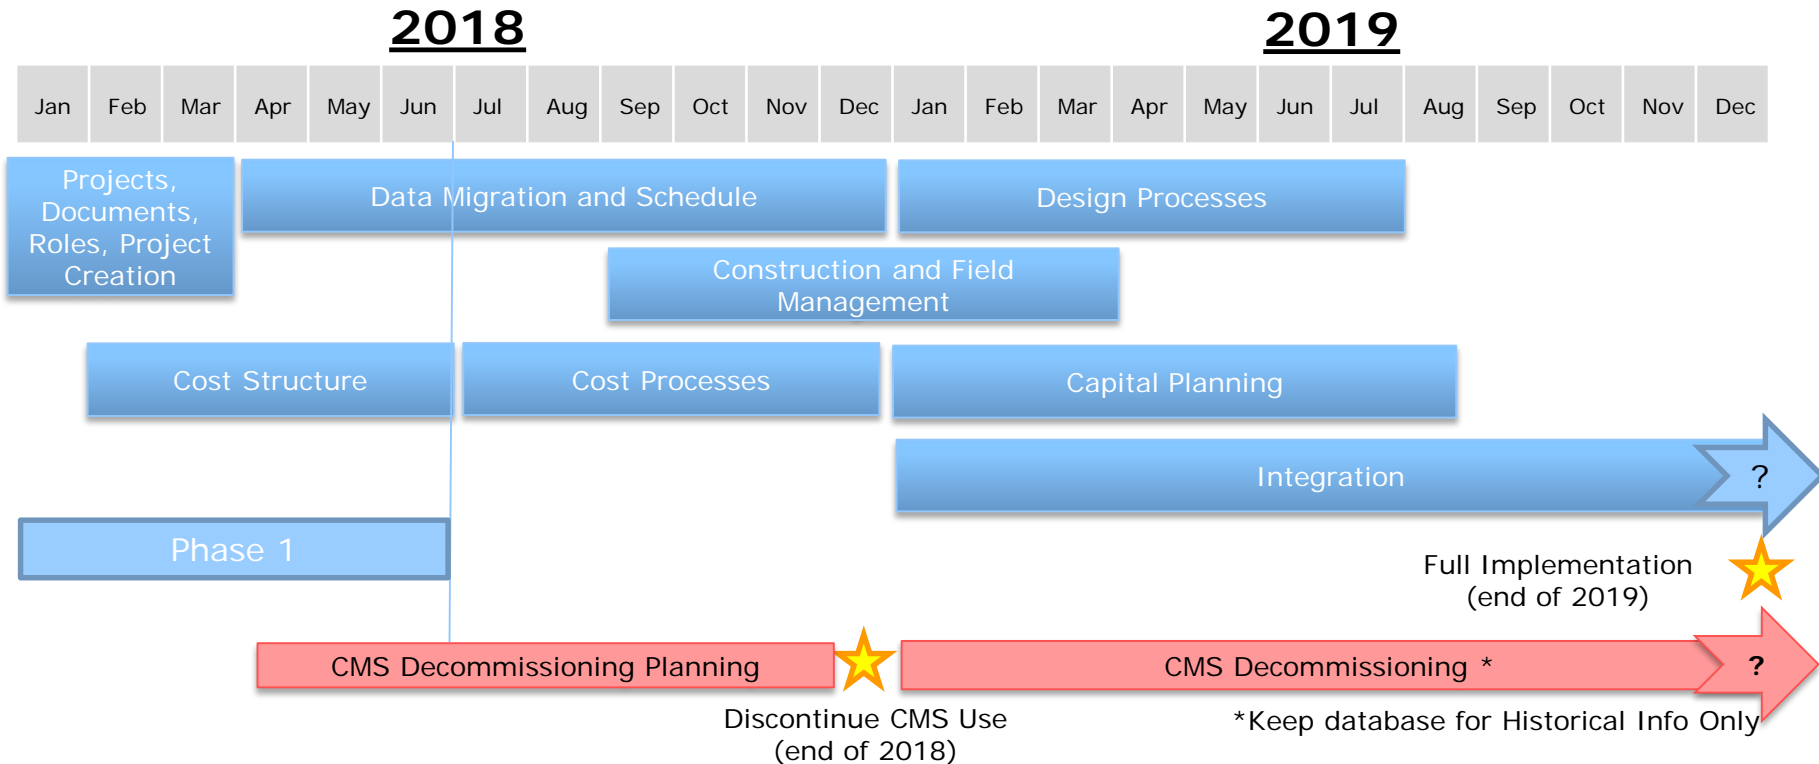 2018
2019
Jan Feb Mar Apr May Jun Jul Aug Sep Oct Nov Dec Jan Feb Mar Apr May Jun Jul Aug Sep Oct Nov Dec
Projects,
Documents,
Roles, Project
Creation
Data Migration and Schedule
Design Processes
Construction and Field
Management
Cost Structure
Cost Processes
Capital Planning
Integration
?
Phase 1
Full Implementation
(end of 2019)
CMS Decommissioning Planning
CMS Decommissioning *
?
Discontinue CMS Use
(end of 2018)
*Keep database for Historical Info Only